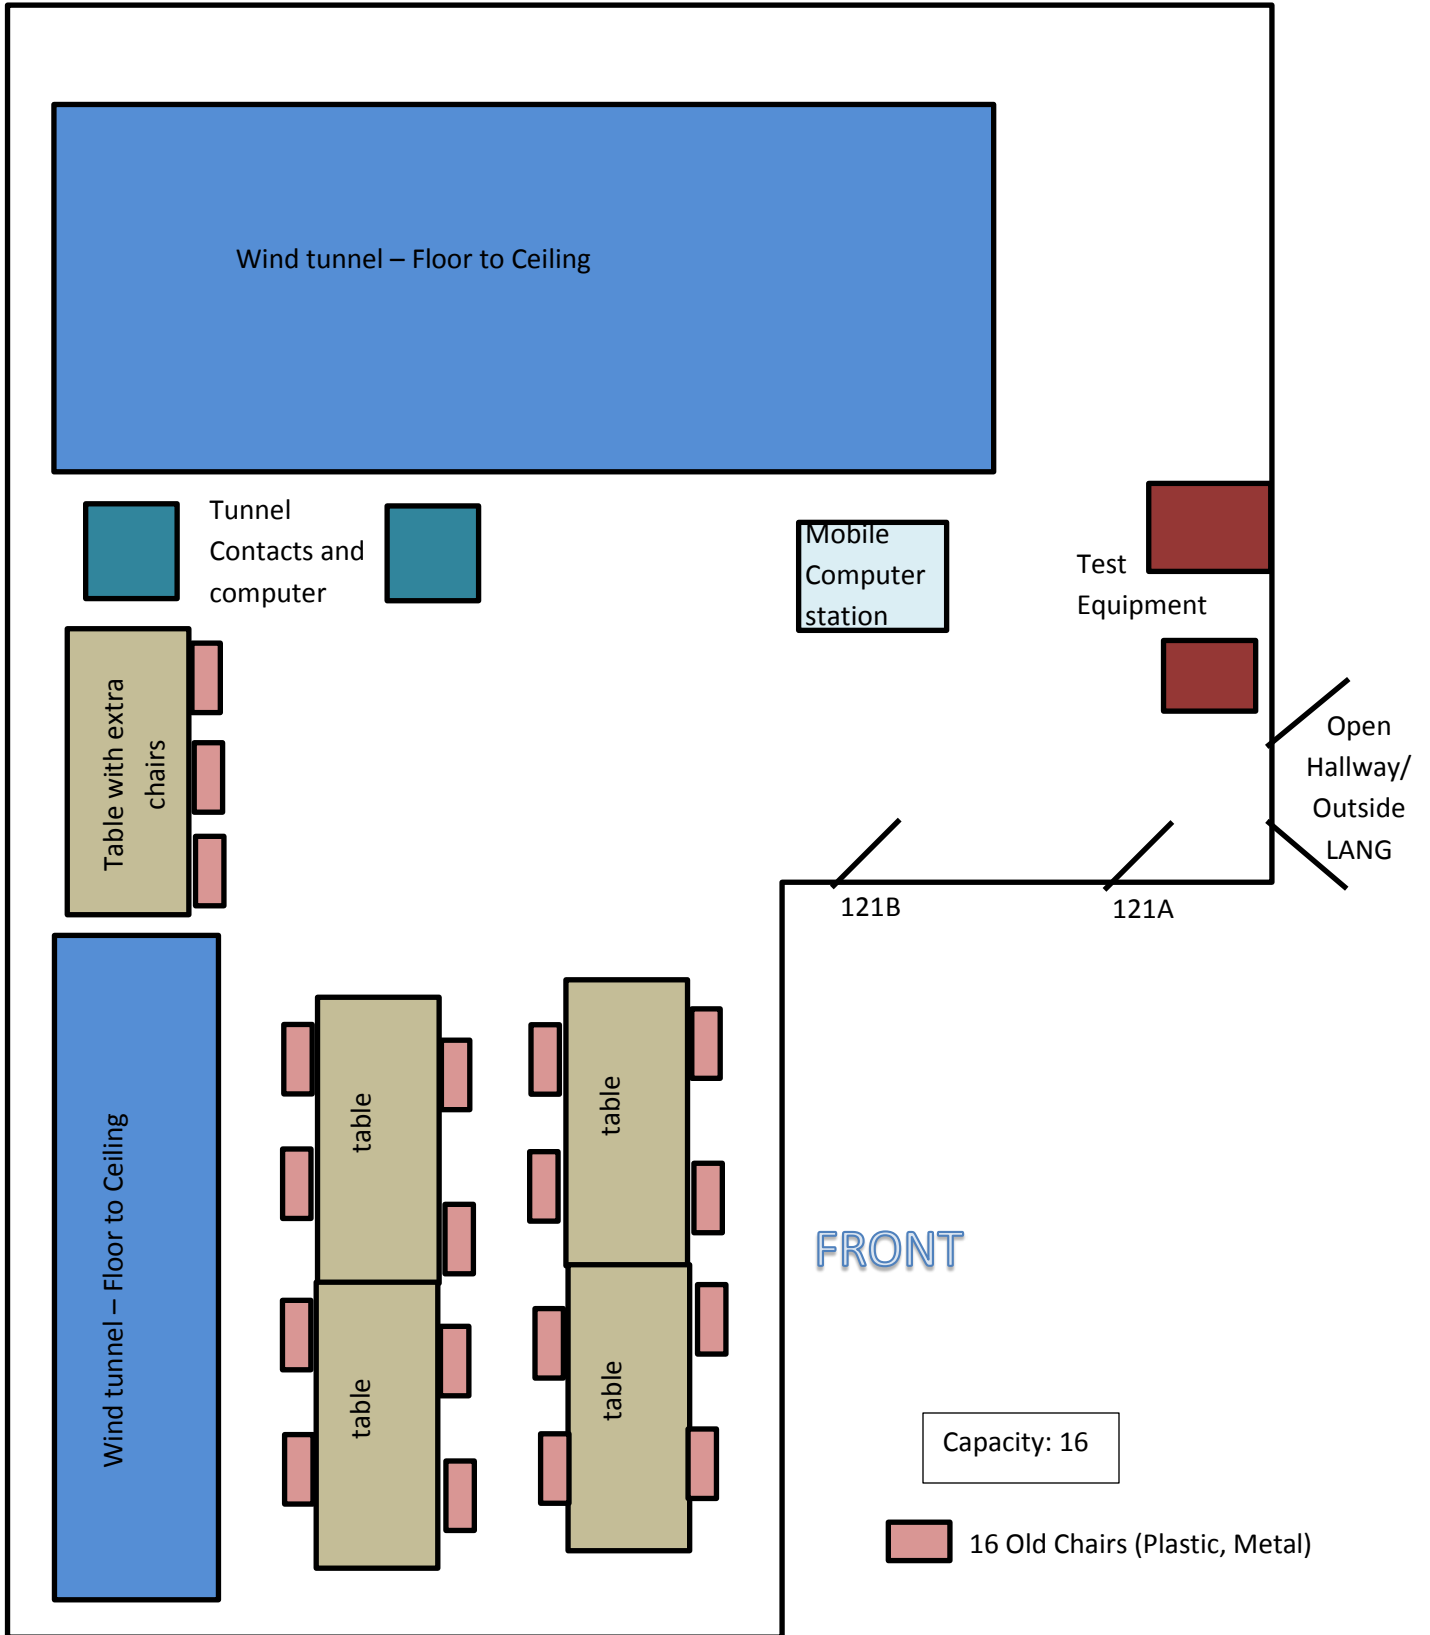 Wind tunnel – Floor to Ceiling
Tunnel
Contacts and
computer
Mobile
Computer
station
Test
Equipment
Table with extra
chairs
Open
Hallway/
Outside
LANG
121B
121A
Wind tunnel – Floor to Ceiling
table
table
table
table
FRONT
Capacity: 16
16 Old Chairs (Plastic, Metal)